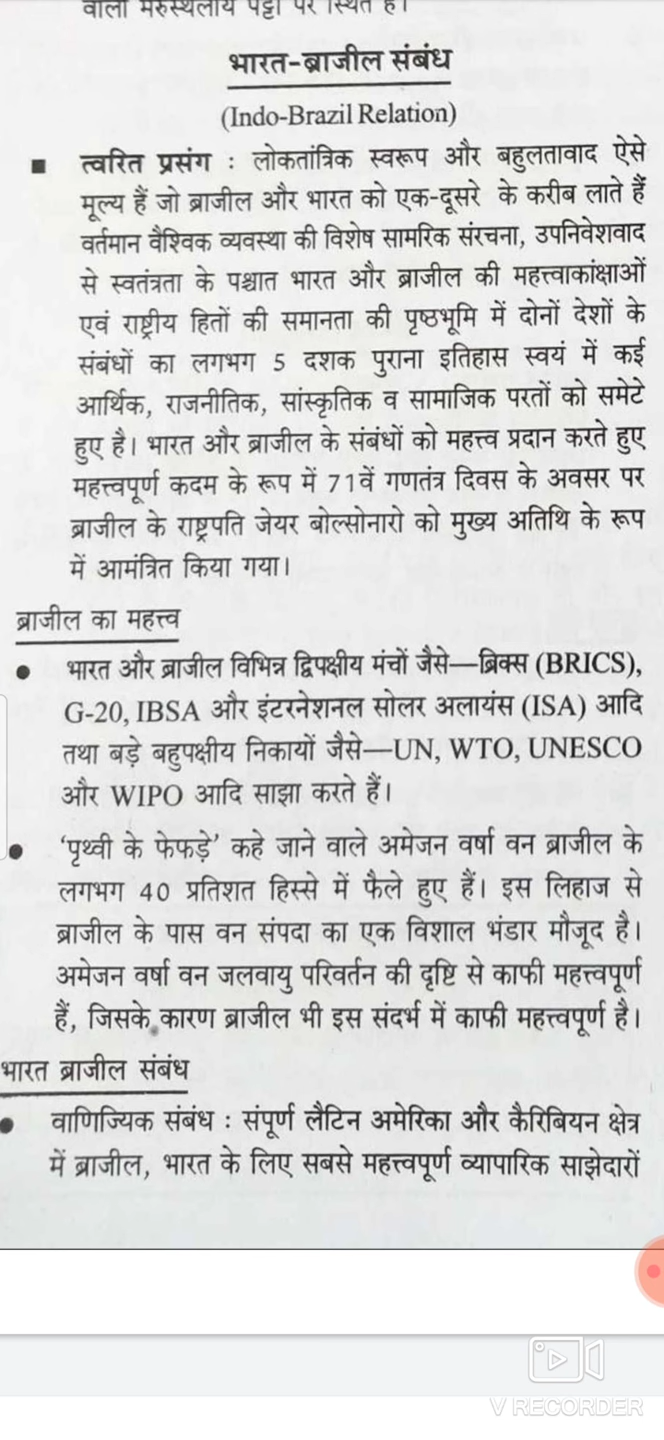 वाला मरुस्थलीय पट्टी पर स्थित है।
भारत-ब्राजील संबंध
(Indo-Brazil Relation)
■ त्वरित प्रसंग : लोकतांत्रिक स्वरूप और बहुलतावाद ऐसे
मूल्य हैं जो ब्राजील और भारत को एक-दूसरे के करीब लाते हैं
वर्तमान वैश्विक व्यवस्था की विशेष सामरिक संरचना, उपनिवेशवाद
से स्वतंत्रता के पश्चात भारत और ब्राजील की महत्त्वाकांक्षाओं
एवं राष्ट्रीय हितों की समानता की पृष्ठभूमि में दोनों देशों के
संबंधों का लगभग 5 दशक पुराना इतिहास स्वयं में कई
आर्थिक, राजनीतिक, सांस्कृतिक व सामाजिक परतों को समेटे
हुए है। भारत और ब्राजील के संबंधों को महत्त्व प्रदान करते हुए
महत्त्वपूर्ण कदम के रूप में 71वें गणतंत्र दिवस के अवसर पर
ब्राजील के राष्ट्रपति जेयर बोल्सोनारो को मुख्य अतिथि के रूप
में आमंत्रित किया गया।
ब्राजील का महत्त्व
● भारत और ब्राजील विभिन्न द्विपक्षीय मंचों जैसे—ब्रिक्स (BRICS),
G-20, IBSA और इंटरनेशनल सोलर अलायंस (ISA) आदि
तथा बड़े बहुपक्षीय निकायों जैसे—UN, WTO, UNESCO
और WIPO आदि साझा करते हैं।
● ‘पृथ्वी के फेफड़े’ कहे जाने वाले अमेजन वर्षा वन ब्राजील के
लगभग 40 प्रतिशत हिस्से में फैले हुए हैं। इस लिहाज से
ब्राजील के पास वन संपदा का एक विशाल भंडार मौजूद है।
अमेजन वर्षा वन जलवायु परिवर्तन की दृष्टि से काफी महत्त्वपूर्ण
हैं, जिसके कारण ब्राजील भी इस संदर्भ में काफी महत्त्वपूर्ण है।
भारत ब्राजील संबंध
● वाणिज्यिक संबंध : संपूर्ण लैटिन अमेरिका और कैरिबियन क्षेत्र
में ब्राजील, भारत के लिए सबसे महत्त्वपूर्ण व्यापारिक साझेदारों
V RECORDER